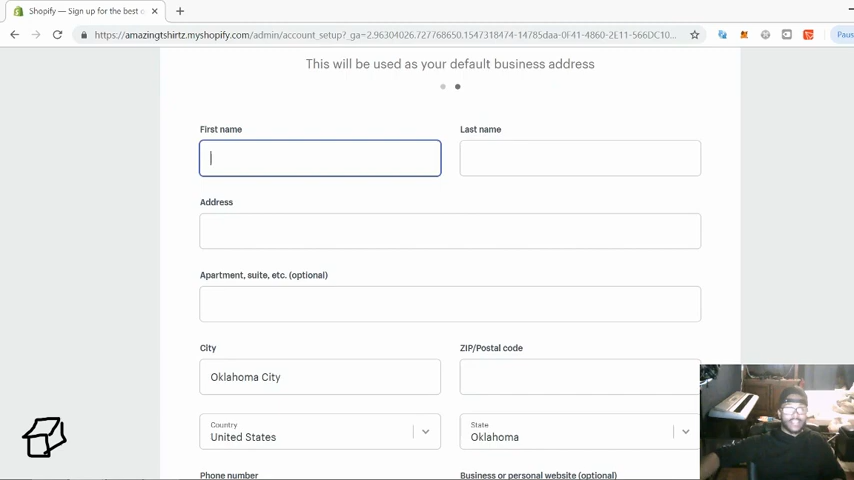 Shopify — Sign up for the best
https://amazingtshirtz.myshopify.com/admin/account_setup?_ga=2.96304026.727768650.1547318474-14785daa-0F41-4860-2E11-566DC10...
This will be used as your default business address
First name Last name
Address
Apartment, suite, etc. (optional)
City ZIP/Postal code
Oklahoma City
Country State
United States Oklahoma
Phone number Business or personal website (optional)